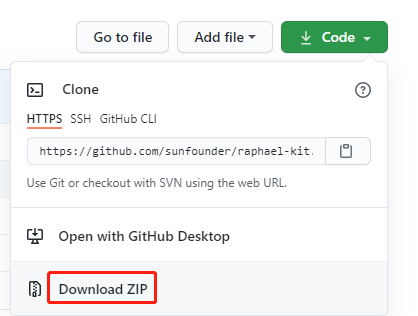 Go to file Add file Code
Clone
HTTPS SSH GitHub CLI
https://github.com/sunfounder/raphael-kit.
Use Git or checkout with SVN using the web URL.
Open with GitHub Desktop
Download ZIP